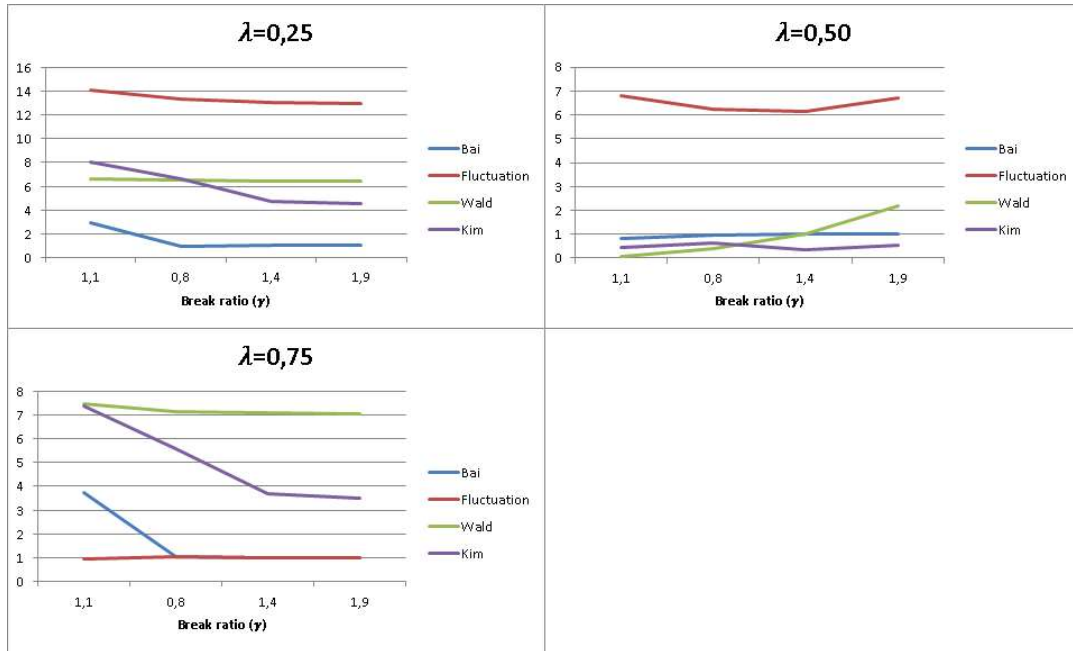 λ=0,25
16
14
12
10
8
6
4
2
0
1,1 0,8 1,4 1,9
Break ratio (γ)
Bai
Fluctuation
Wald
Kim
λ=0,50
8
7
6
5
4
3
2
1
0
1,1 0,8 1,4 1,9
Break ratio (γ)
Bai
Fluctuation
Wald
Kim
λ=0,75
8
7
6
5
4
3
2
1
0
1,1 0,8 1,4 1,9
Break ratio (γ)
Bai
Fluctuation
Wald
Kim